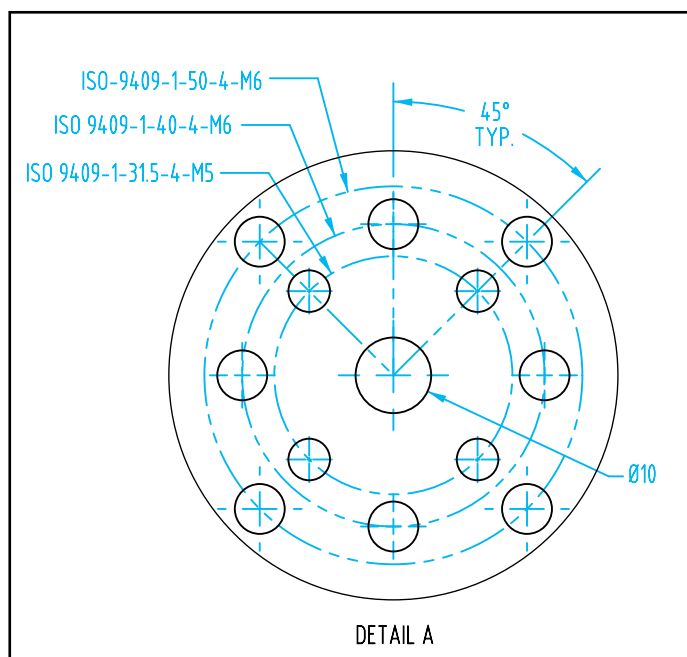 ISO-9409-1-50-4-M6
ISO 9409-1-40-4-M6
ISO 9409-1-31.5-4-M5
45°
TYP.
Ø10
DETAIL A